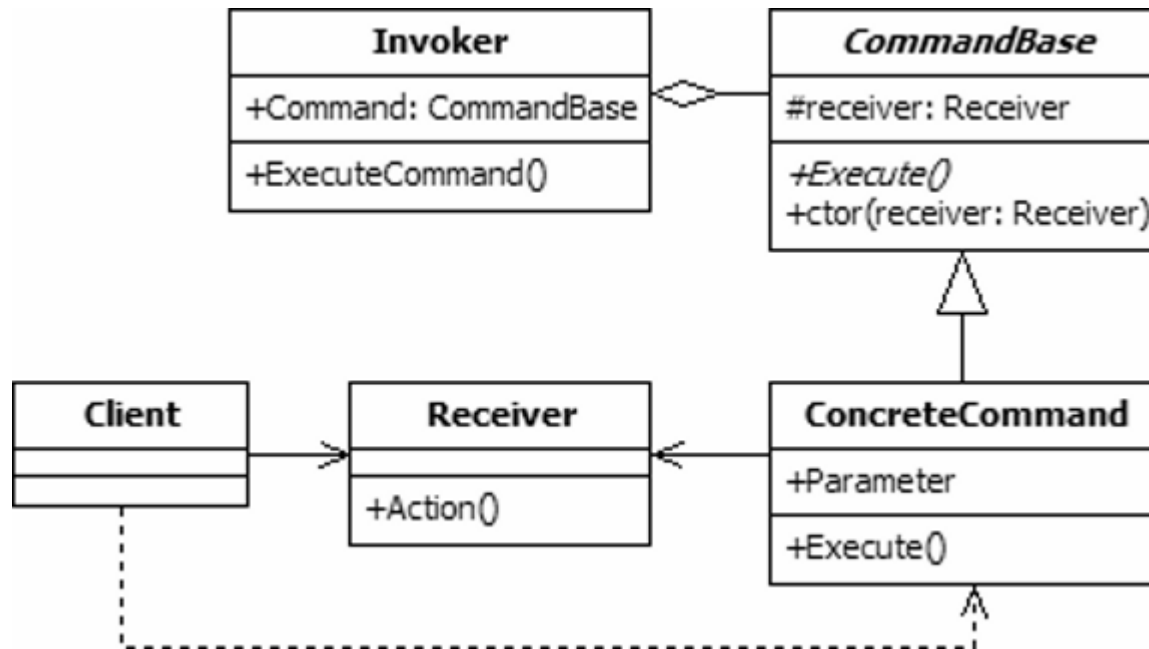 Invoker
+Command: CommandBase
+ExecuteCommand()
CommandBase
#receiver: Receiver
+Execute()
+ctor(receiver: Receiver)
Client
Receiver
+Action()
ConcreteCommand
+Parameter
+Execute()